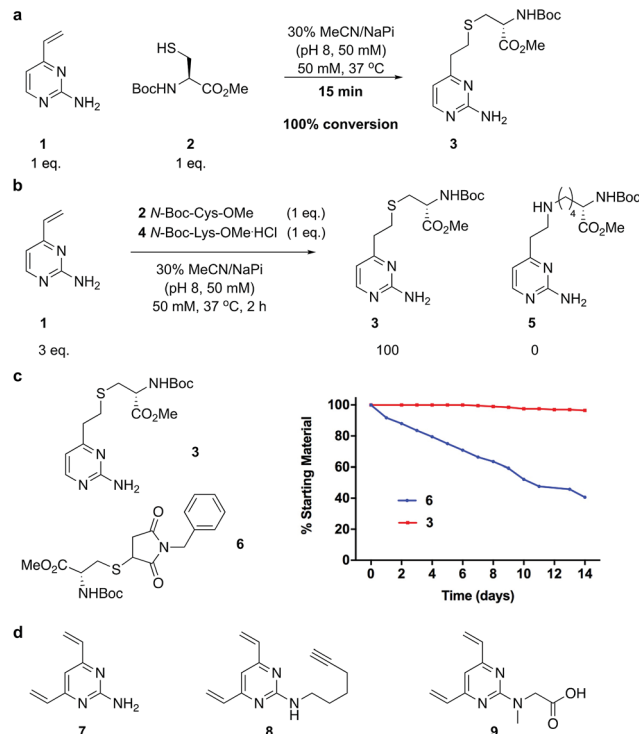 a
N
N
NH₂
1
1 eq.
HS
BocHN
CO₂Me
2
1 eq.
30% MeCN/NaPi
(pH 8, 50 mM)
50 mM, 37 °C
15 min
100% conversion
S
NHBoc
CO₂Me
N
N
NH₂
3
b
N
N
NH₂
1
3 eq.
2 N-Boc-Cys-OMe (1 eq.)
4 N-Boc-Lys-OMe·HCl (1 eq.)
30% MeCN/NaPi
(pH 8, 50 mM)
50 mM, 37 °C, 2 h
S
NHBoc
CO₂Me
N
N
NH₂
3
100
HN
( )4
NHBoc
CO₂Me
N
N
NH₂
5
0
c
S
NHBoc
CO₂Me
N
N
NH₂
3
O
N
O
S
MeO₂C
NHBoc
6
% Starting Material
100
80
60
40
20
0
6
3
0 2 4 6 8 10 12 14
Time (days)
d
N
N
NH₂
7
N
N
N
H
8
N
N
N
OH
O
9